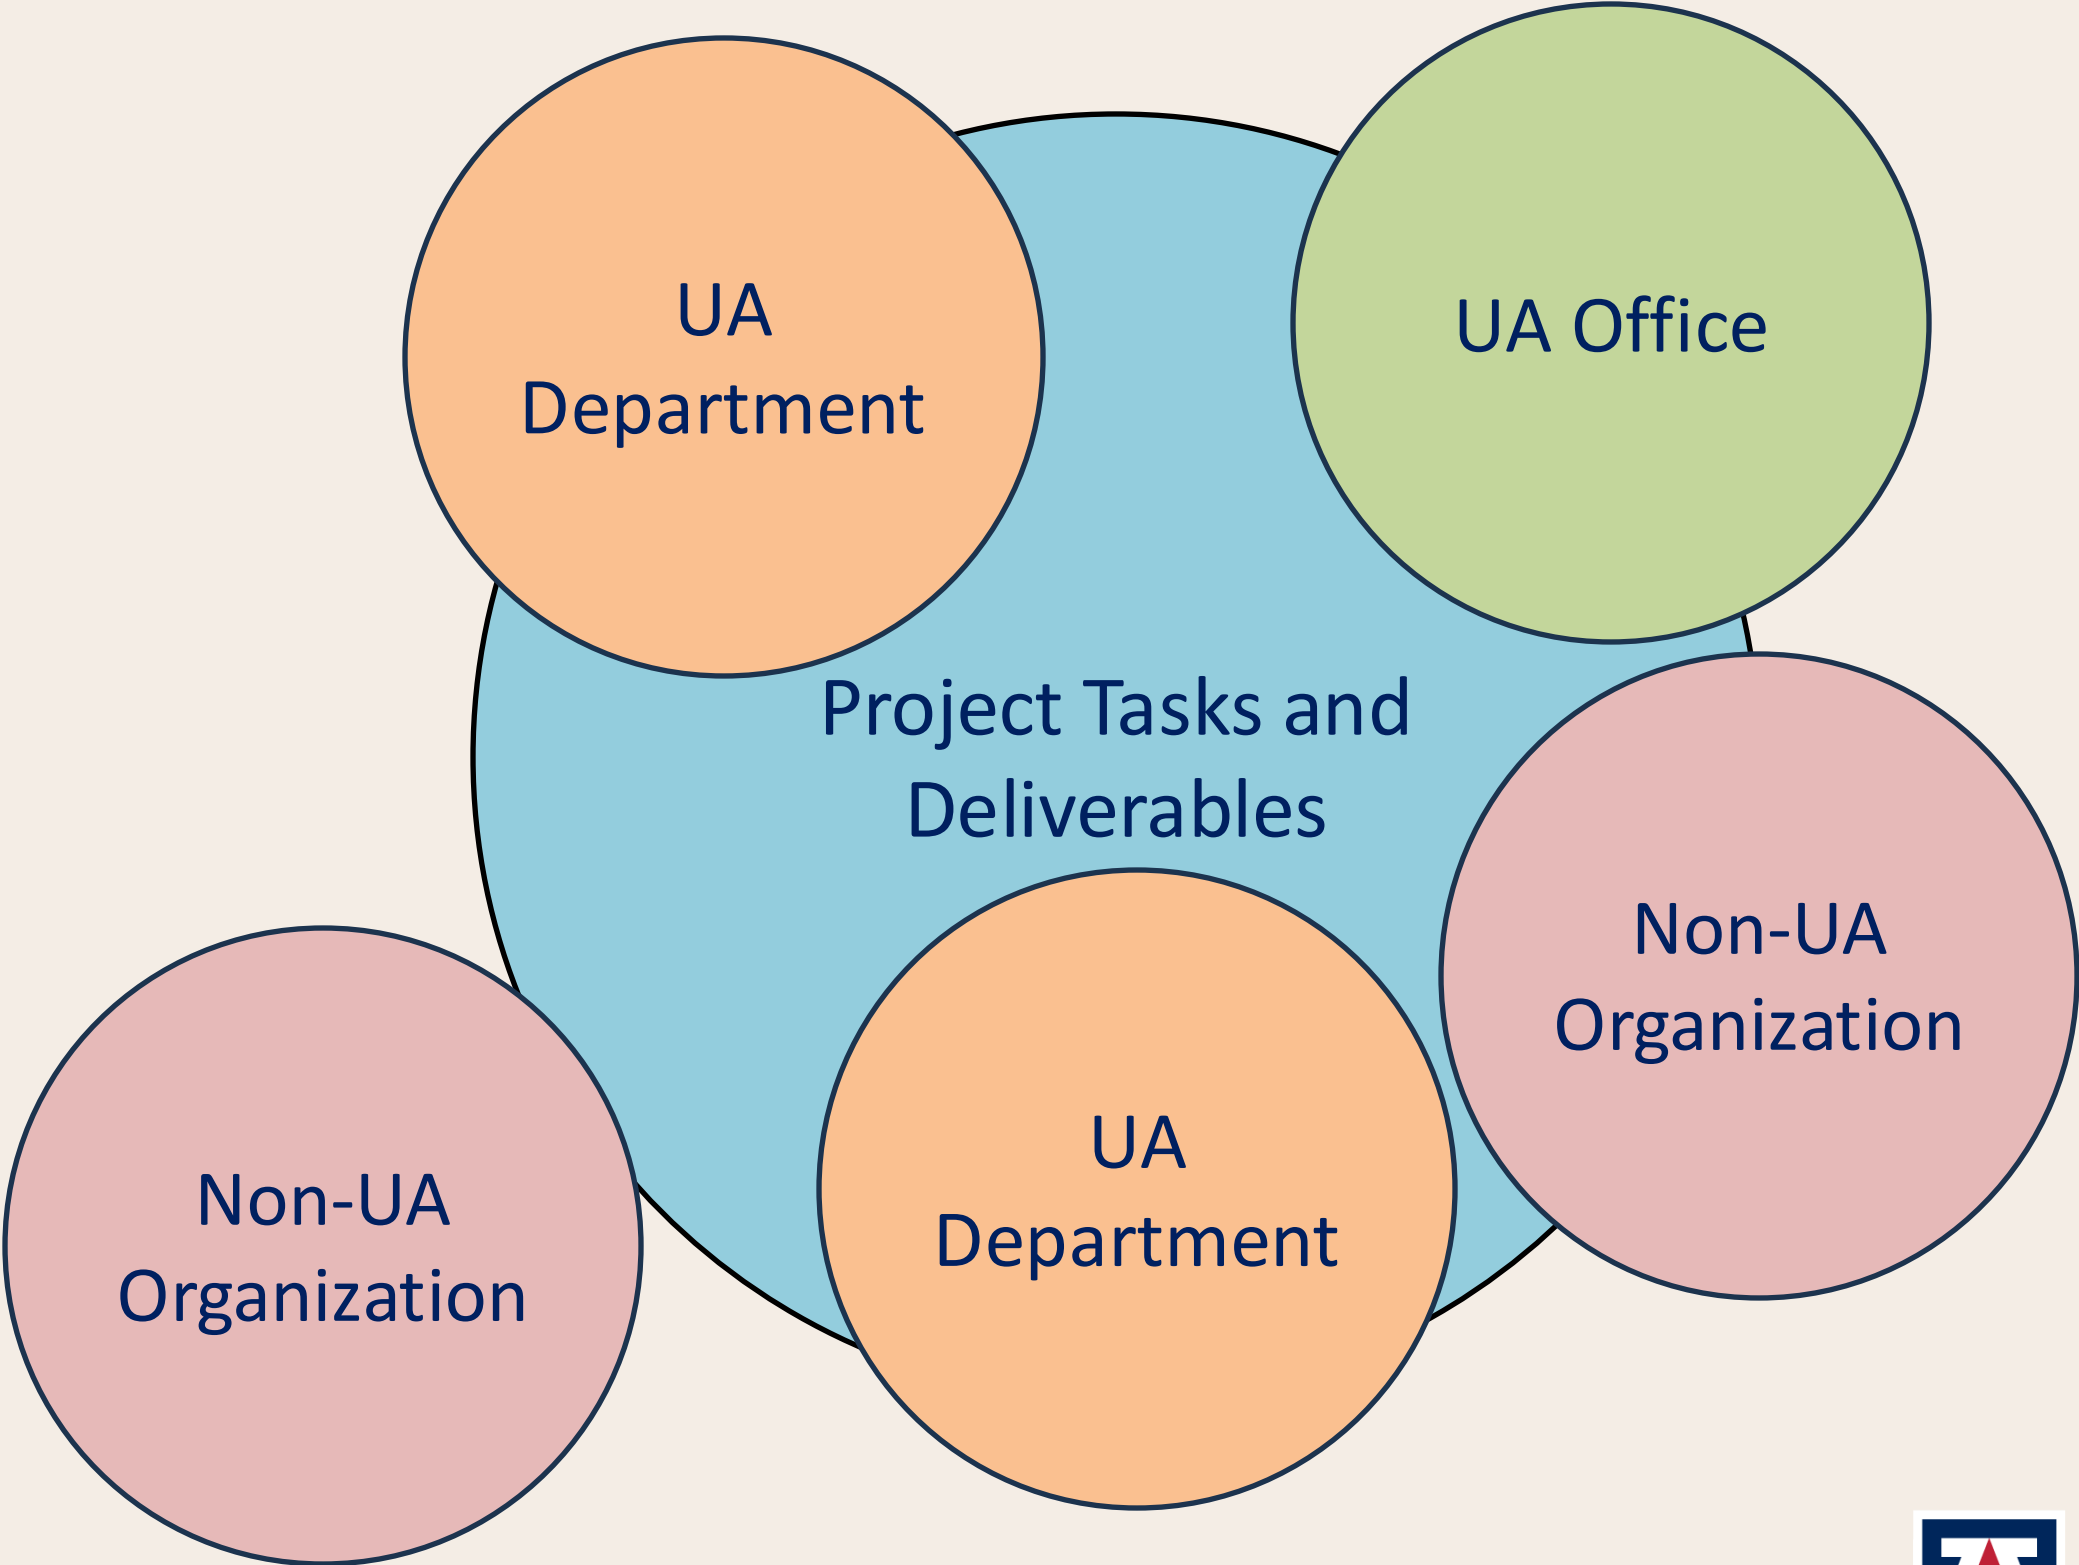 UA
Department
UA Office
Project Tasks and
Deliverables
Non-UA
Organization
UA
Department
Non-UA
Organization